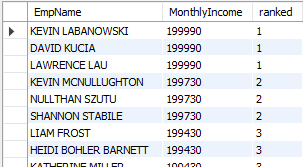 EmpName MonthlyIncome ranked
KEVIN LABANOWSKI 199990 1
DAVID KUCIA 199990 1
LAWRENCE LAU 199990 1
KEVIN MCNULLUGHTON 199730 2
NULLTHAN SZUTU 199730 2
SHANNON STABILE 199730 2
LIAM FROST 199430 3
HEIDI BOHLER BARNETT 199430 3
KATHERINE MILLER 199430 3